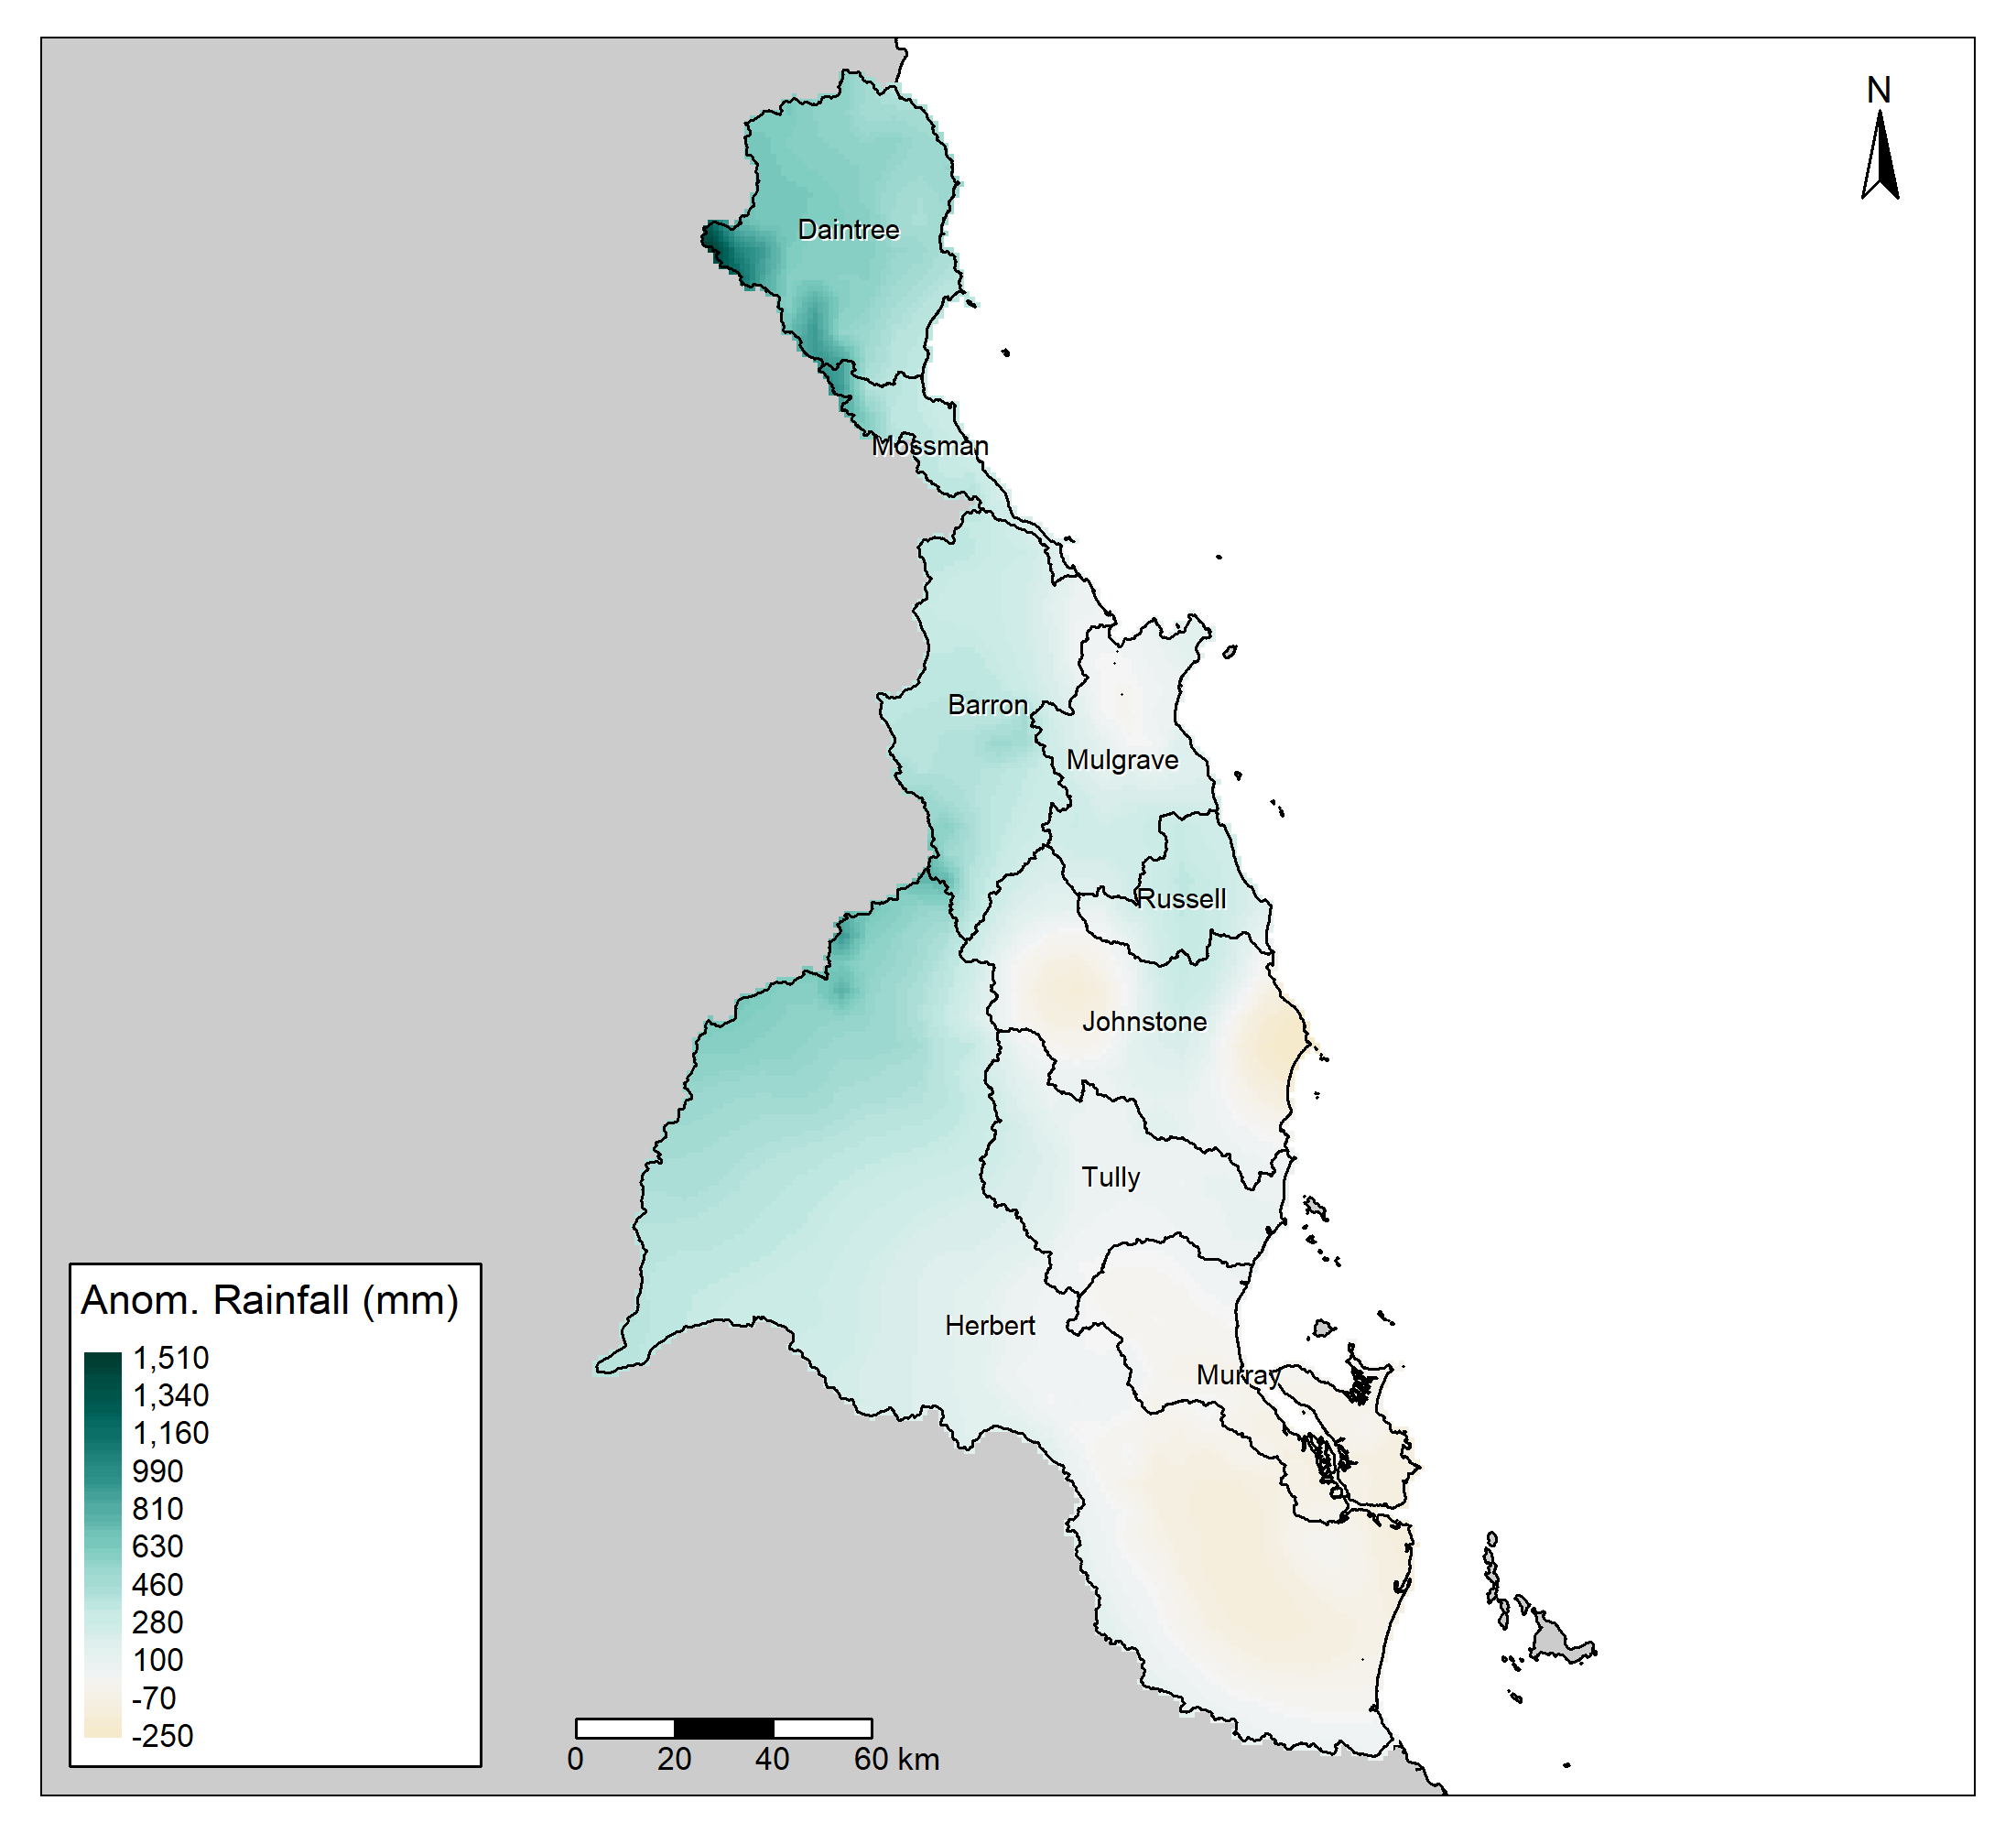 N
Daintree
Mossman
Barron
Mulgrave
Russell
Johnstone
Tully
Herbert
Murray
Anom. Rainfall (mm)
1,510
1,340
1,160
990
810
630
460
280
100
-70
-250
0 20 40 60 km